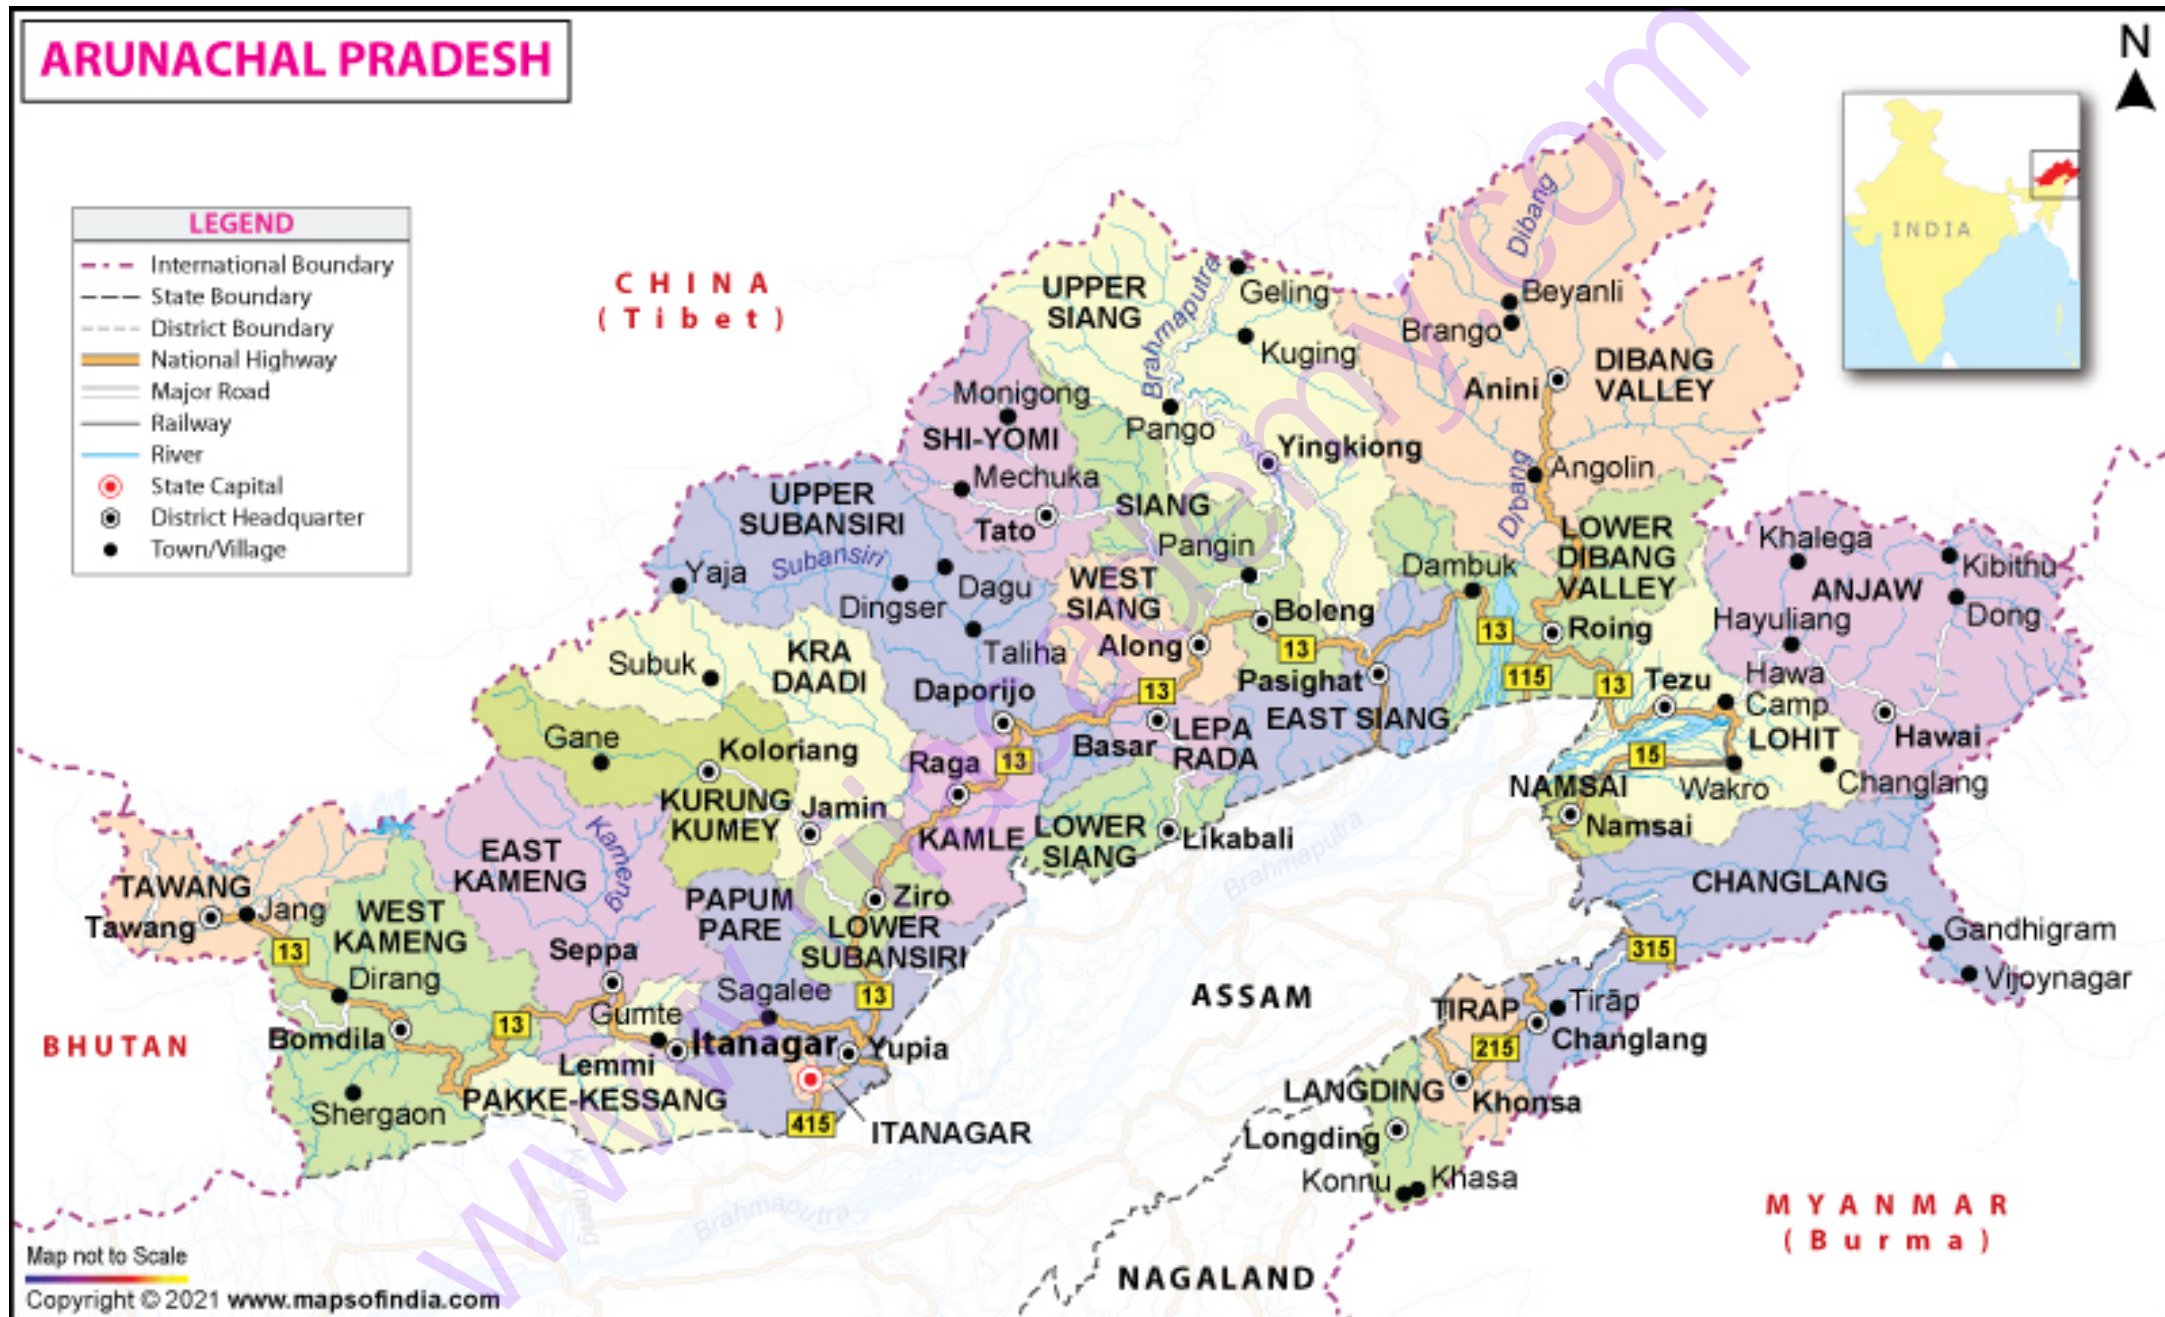 ARUNACHAL PRADESH
N
LEGEND
International Boundary
State Boundary
District Boundary
National Highway
Major Road
Railway
River
State Capital
District Headquarter
Town/Village
INDIA
CHINA
(Tibet)
UPPER
SIANG
Brahmaputra
Geling
Kuging
Pango
Yingkiong
Dibang
Beyanli
Brango
Anini
DIBANG
VALLEY
Angolin
Dibang
Monigong
SHI-YOMI
Mechuka
Tato
SIANG
Pangin
UPPER
SUBANSIRI
Subansiri
Yaja
Dingser
Dagu
Taliha
Daporijo
WEST
SIANG
Along
Boleng
13
Pasighat
EAST SIANG
Dambuk
13
LOWER
DIBANG
VALLEY
Roing
115
13
Tezu
Khalega
Kibithu
ANJAW
Dong
Hayuliang
Hawa
Camp
Hawai
LOHIT
15
Wakro
Changlang
NAMSAI
Namsai
KRA
DAADI
Subuk
Gane
Koloriang
KURUNG
KUMEY
Jamin
Raga
13
KAMLE
13
Basar
LEPA
RADA
LOWER
SIANG
Likabali
Brahmaputra
CHANGLANG
Gandhigram
Vijoynagar
315
EAST
KAMENG
Kameng
Seppa
PAPUM
PARE
Ziro
LOWER
SUBANSIRI
13
Sagalee
TAWANG
Tawang
Jang
13
WEST
KAMENG
Dirang
Bomdila
13
Shergaon
Gumte
Lemmi
PAKKE-KESSANG
Itanagar
Yupia
415
ITANAGAR
BHUTAN
ASSAM
TIRAP
Tirāp
Changlang
215
Khonsa
LANGDING
Longding
Konnu
Khasa
Kameng
Brahmaputra
NAGALAND
MYANMAR
(Burma)
Map not to Scale
Copyright © 2021 www.mapsofindia.com